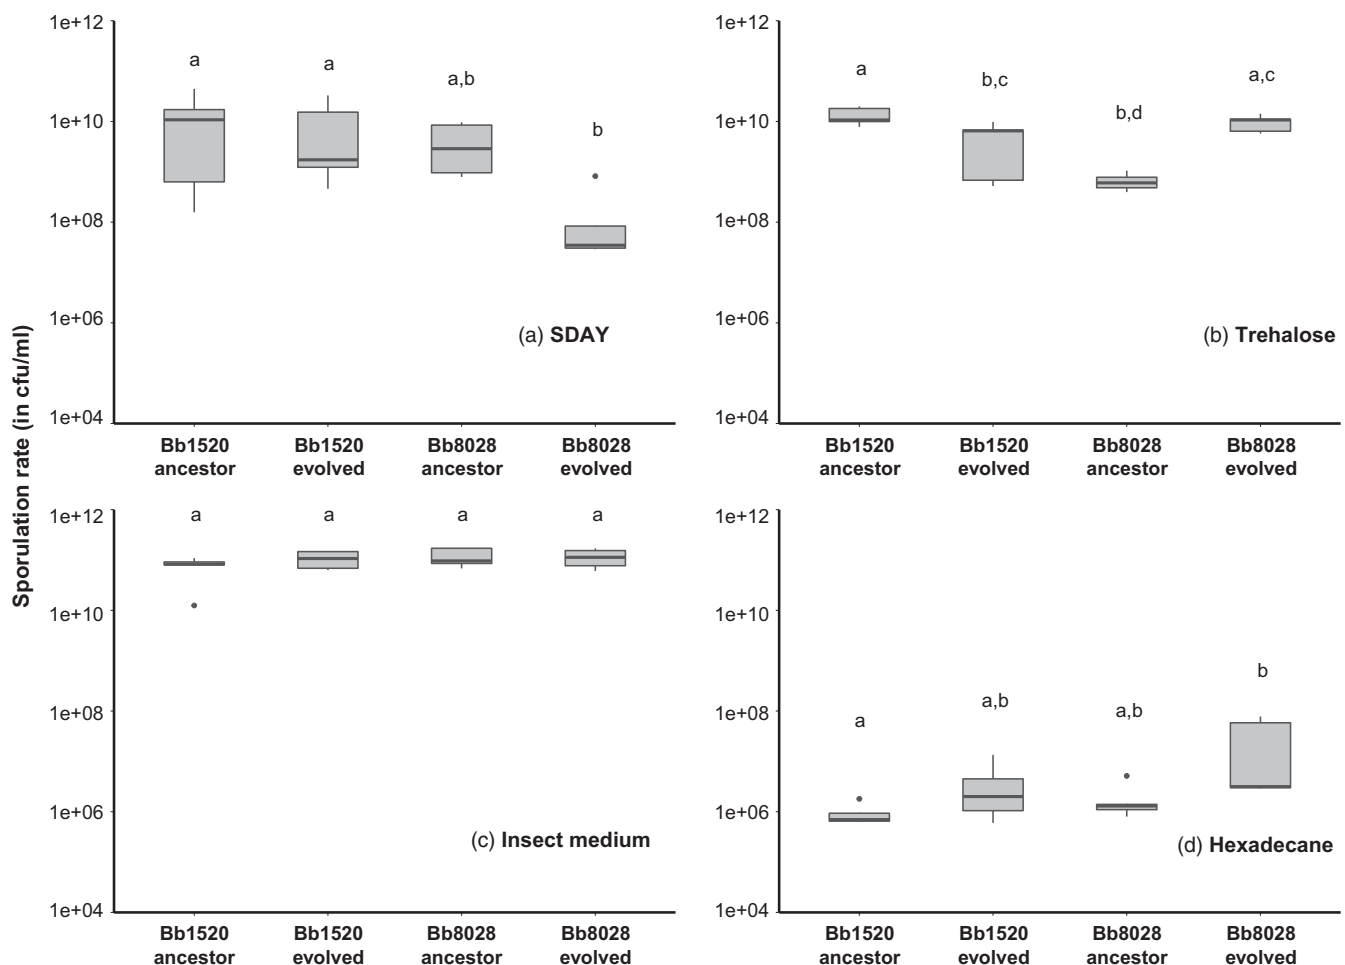 Sporulation rate (in cfu/ml)
1e+12
1e+10
1e+08
1e+06
1e+04
a
a
a,b
b
(a) SDAY
Bb1520 ancestor
Bb1520 evolved
Bb8028 ancestor
Bb8028 evolved
1e+12
1e+10
1e+08
1e+06
1e+04
a
b,c
b,d
a,c
(b) Trehalose
Bb1520 ancestor
Bb1520 evolved
Bb8028 ancestor
Bb8028 evolved
1e+12
1e+10
1e+08
1e+06
1e+04
a
a
a
a
(c) Insect medium
Bb1520 ancestor
Bb1520 evolved
Bb8028 ancestor
Bb8028 evolved
1e+12
1e+10
1e+08
1e+06
1e+04
a
a,b
a,b
b
(d) Hexadecane
Bb1520 ancestor
Bb1520 evolved
Bb8028 ancestor
Bb8028 evolved